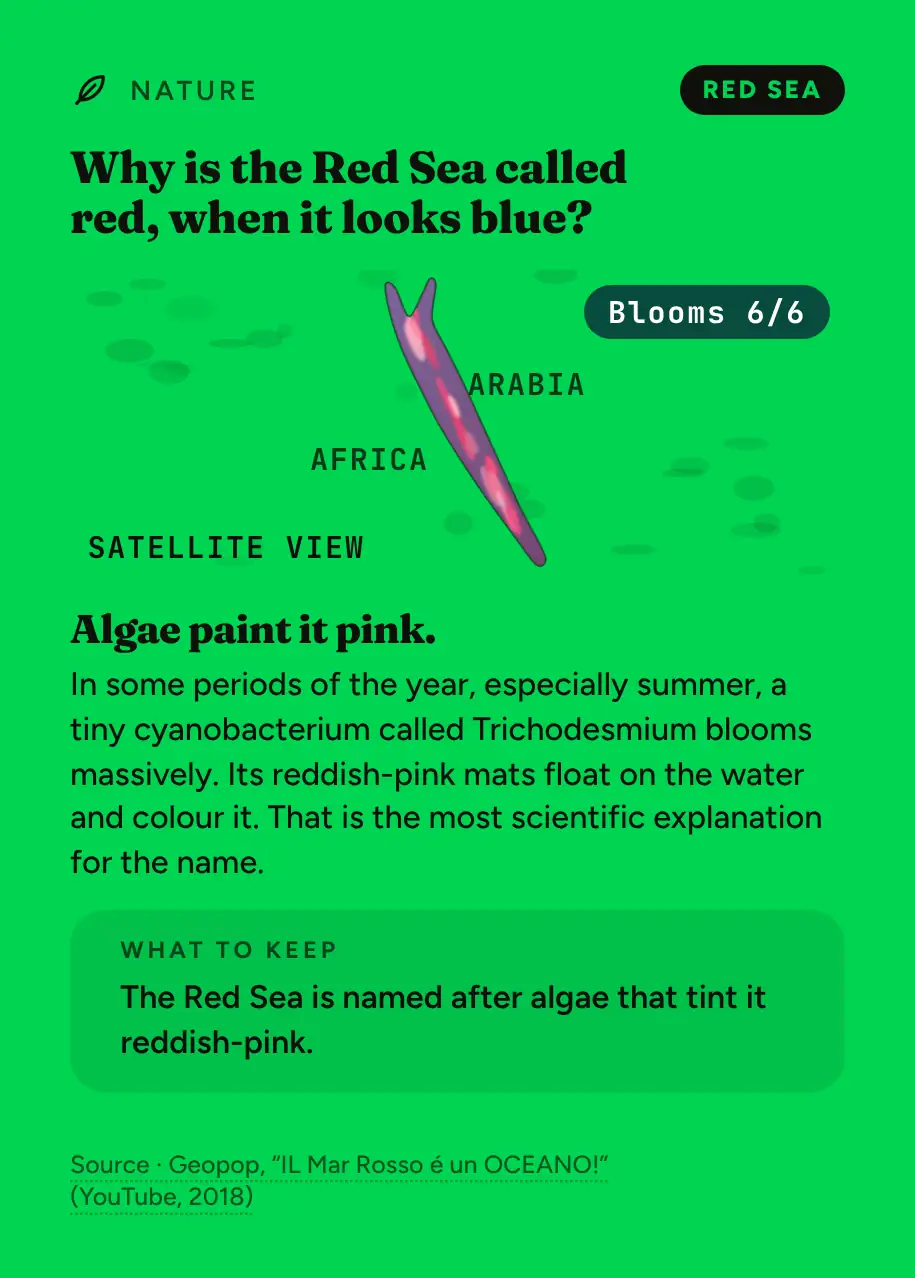 NATURE
RED SEA
Why is the Red Sea called
red, when it looks blue?
Blooms 6/6
ARABIA
AFRICA
SATELLITE VIEW
Algae paint it pink.
In some periods of the year, especially summer, a
tiny cyanobacterium called Trichodesmium blooms
massively. Its reddish-pink mats float on the water
and colour it. That is the most scientific explanation
for the name.
WHAT TO KEEP
The Red Sea is named after algae that tint it
reddish-pink.
Source · Geopop, “IL Mar Rosso é un OCEANO!”
(YouTube, 2018)